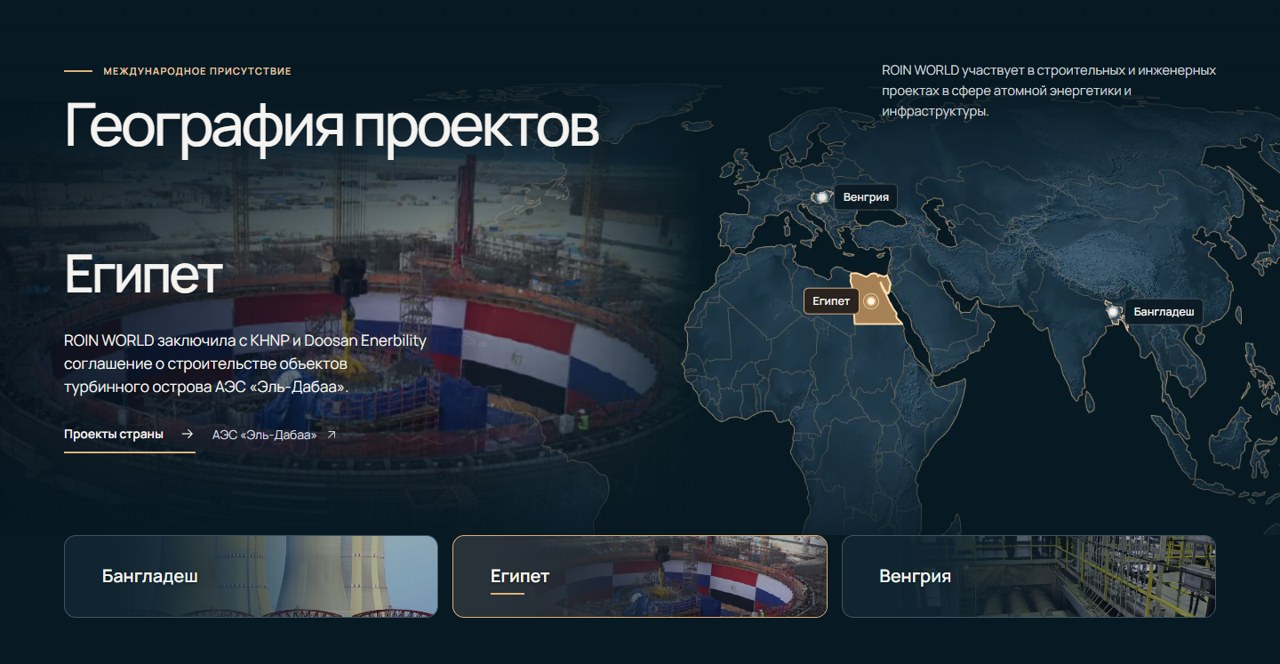 МЕЖДУНАРОДНОЕ ПРИСУТСТВИЕ
География проектов
ROIN WORLD участвует в строительных и инженерных
проектах в сфере атомной энергетики и
инфраструктуры.
Венгрия
Египет
Бангладеш
Египет
ROIN WORLD заключила с KHNP и Doosan Enerbility
соглашение о строительстве объектов
турбинного острова АЭС «Эль-Дабаа».
Проекты страны →
АЭС «Эль-Дабаа» ↗
Бангладеш
Египет
Венгрия